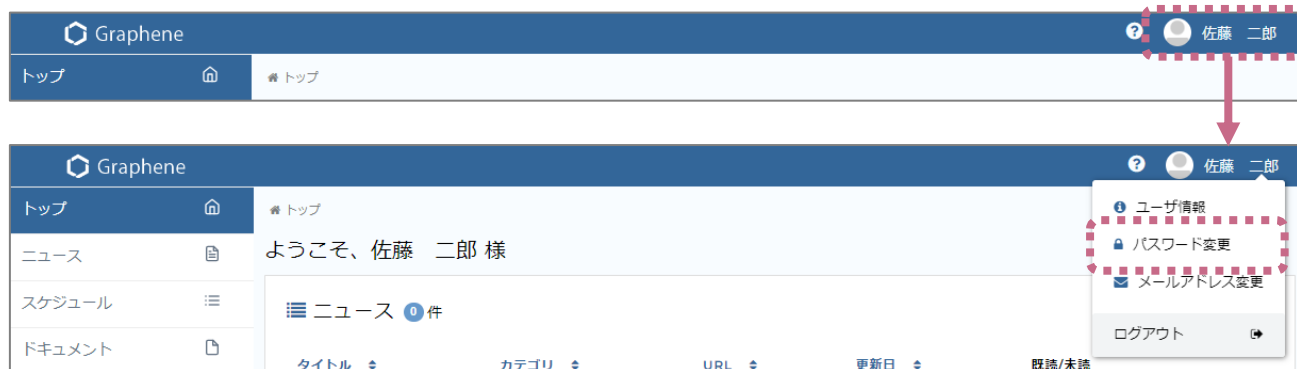 Graphene
佐藤　二郎
トップ
トップ
Graphene
佐藤　二郎
トップ
トップ
ユーザ情報
ニュース
ようこそ、佐藤　二郎 様
パスワード変更
スケジュール
ニュース 0 件
メールアドレス変更
ドキュメント
ログアウト
タイトル カテゴリ URL 更新日 既読/未読